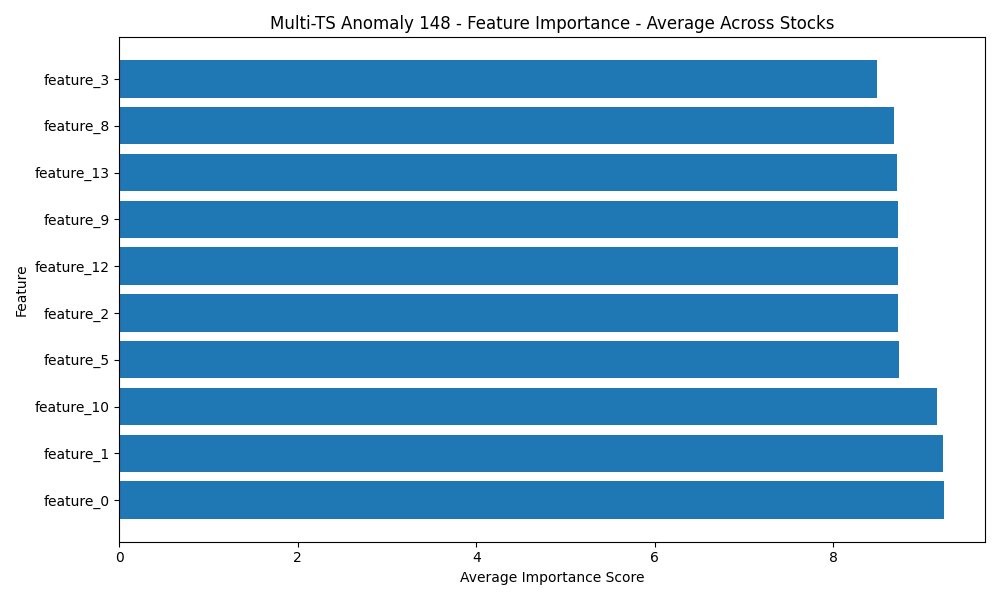 Multi-TS Anomaly 148 - Feature Importance - Average Across Stocks
feature_3
feature_8
feature_13
feature_9
feature_12
feature_2
feature_5
feature_10
feature_1
feature_0
Feature
0 2 4 6 8
Average Importance Score